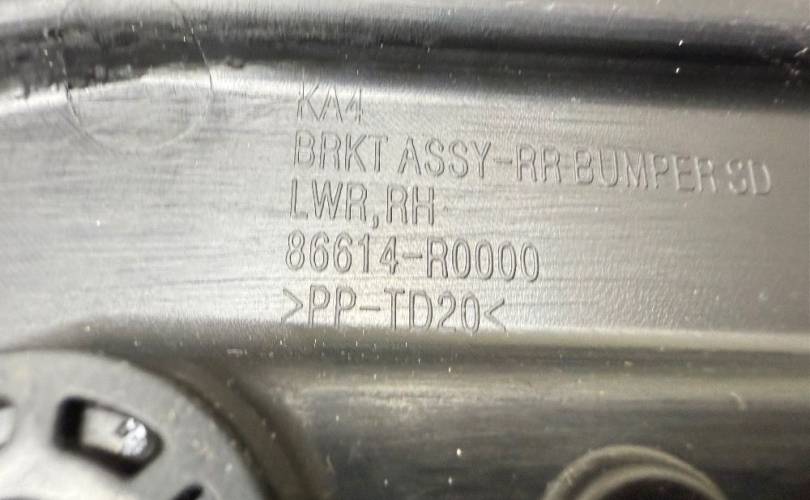 KA4
BRKT ASSY-RR BUMPER SD
LWR,RH
86614-R0000
>PP-TD20<